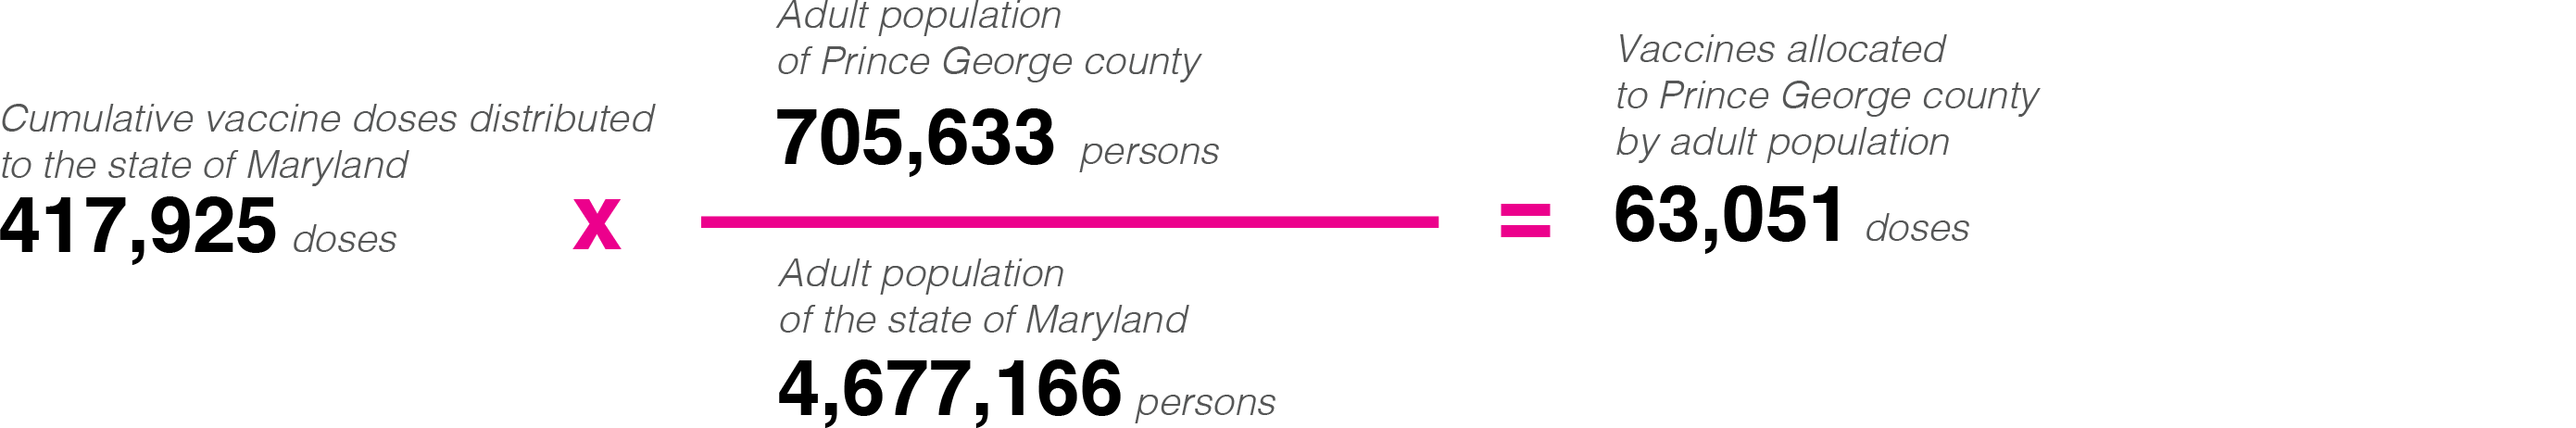 Cumulative vaccine doses distributed
to the state of Maryland
417,925 doses
x
Adult population
of Prince George county
705,633 persons
Adult population
of the state of Maryland
4,677,166 persons
=
Vaccines allocated
to Prince George county
by adult population
63,051 doses